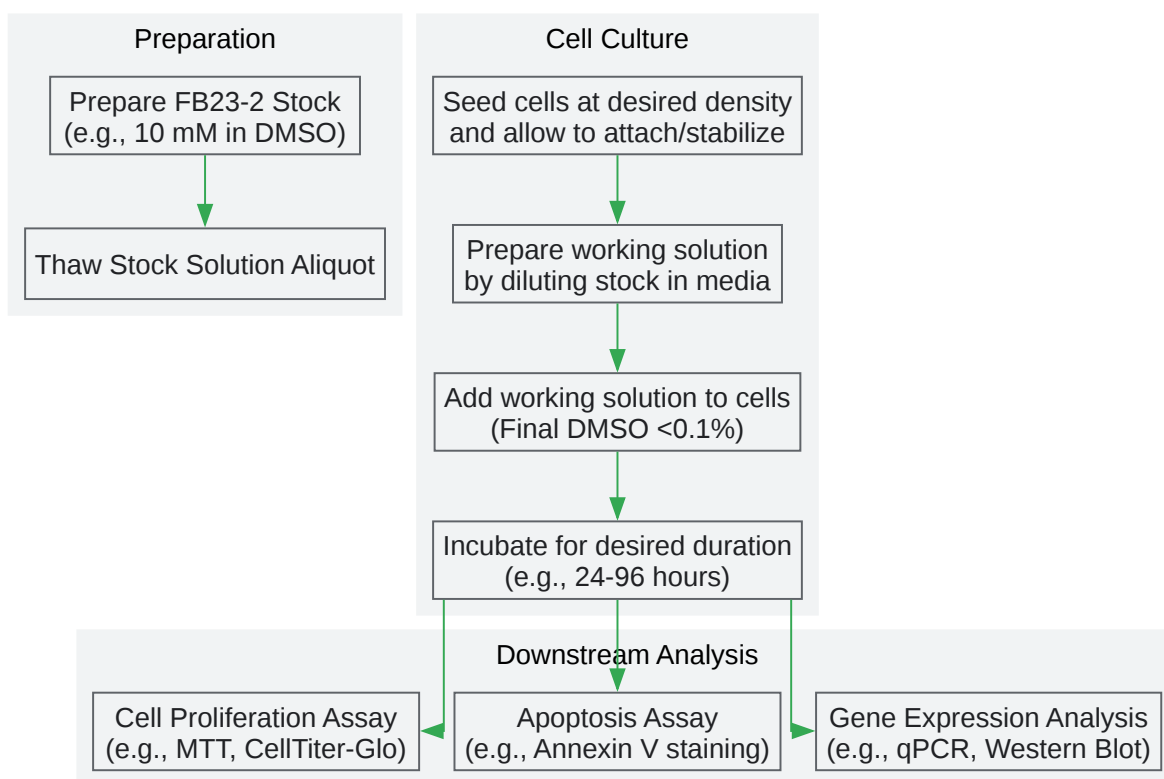 Preparation
Prepare FB23-2 Stock
(e.g., 10 mM in DMSO)
Thaw Stock Solution Aliquot
Cell Culture
Seed cells at desired density
and allow to attach/stabilize
Prepare working solution
by diluting stock in media
Add working solution to cells
(Final DMSO <0.1%)
Incubate for desired duration
(e.g., 24-96 hours)
Downstream Analysis
Cell Proliferation Assay
(e.g., MTT, CellTiter-Glo)
Apoptosis Assay
(e.g., Annexin V staining)
Gene Expression Analysis
(e.g., qPCR, Western Blot)